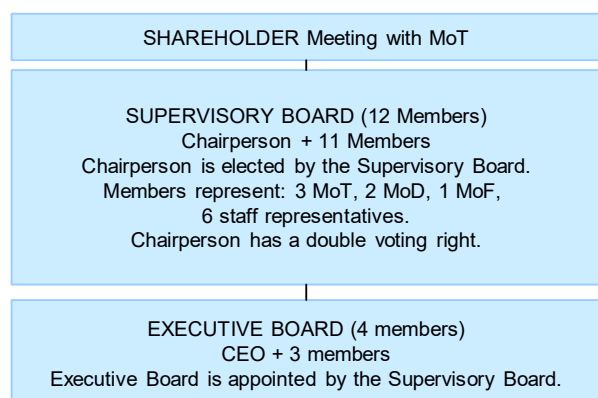 SHAREHOLDER Meeting with MoT
SUPERVISORY BOARD (12 Members)
Chairperson + 11 Members
Chairperson is elected by the Supervisory Board.
Members represent: 3 MoT, 2 MoD, 1 MoF,
6 staff representatives.
Chairperson has a double voting right.
EXECUTIVE BOARD (4 members)
CEO + 3 members
Executive Board is appointed by the Supervisory Board.